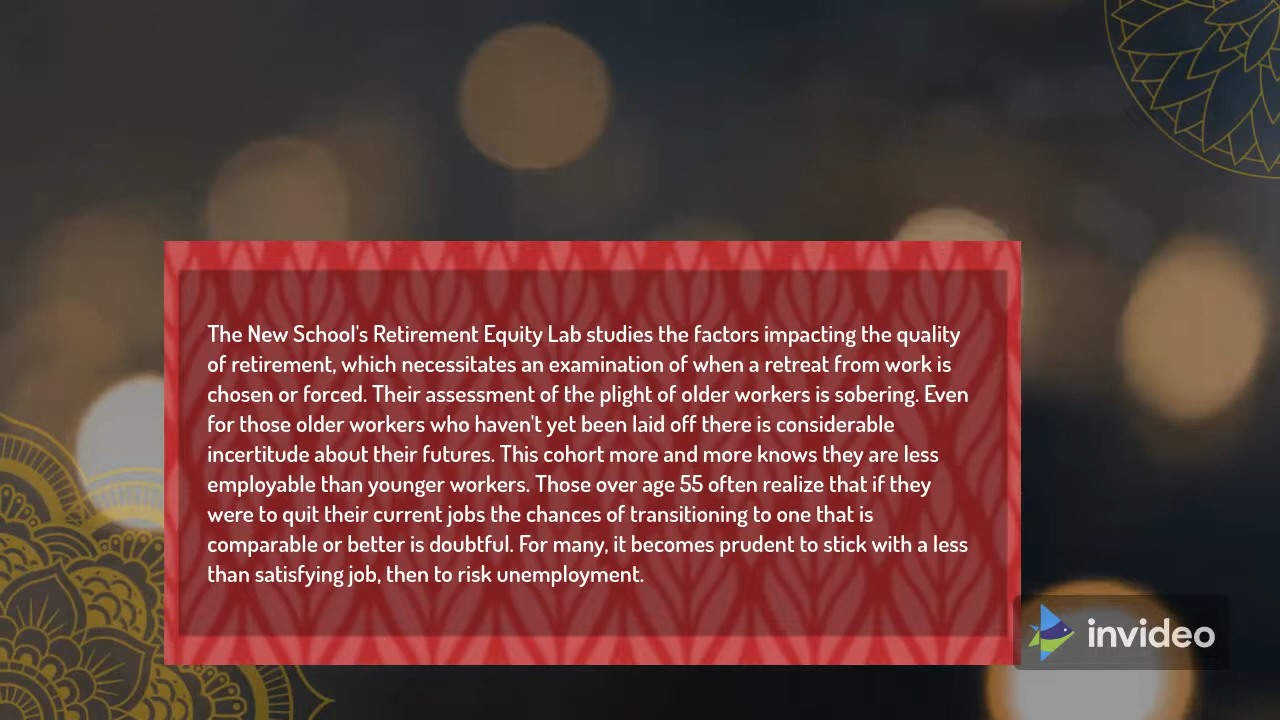 The New School's Retirement Equity Lab studies the factors impacting the quality
of retirement, which necessitates an examination of when a retreat from work is
chosen or forced. Their assessment of the plight of older workers is sobering. Even
for those older workers who haven't yet been laid off there is considerable
incertitude about their futures. This cohort more and more knows they are less
employable than younger workers. Those over age 55 often realize that if they
were to quit their current jobs the chances of transitioning to one that is
comparable or better is doubtful. For many, it becomes prudent to stick with a less
than satisfying job, then to risk unemployment.
invideo